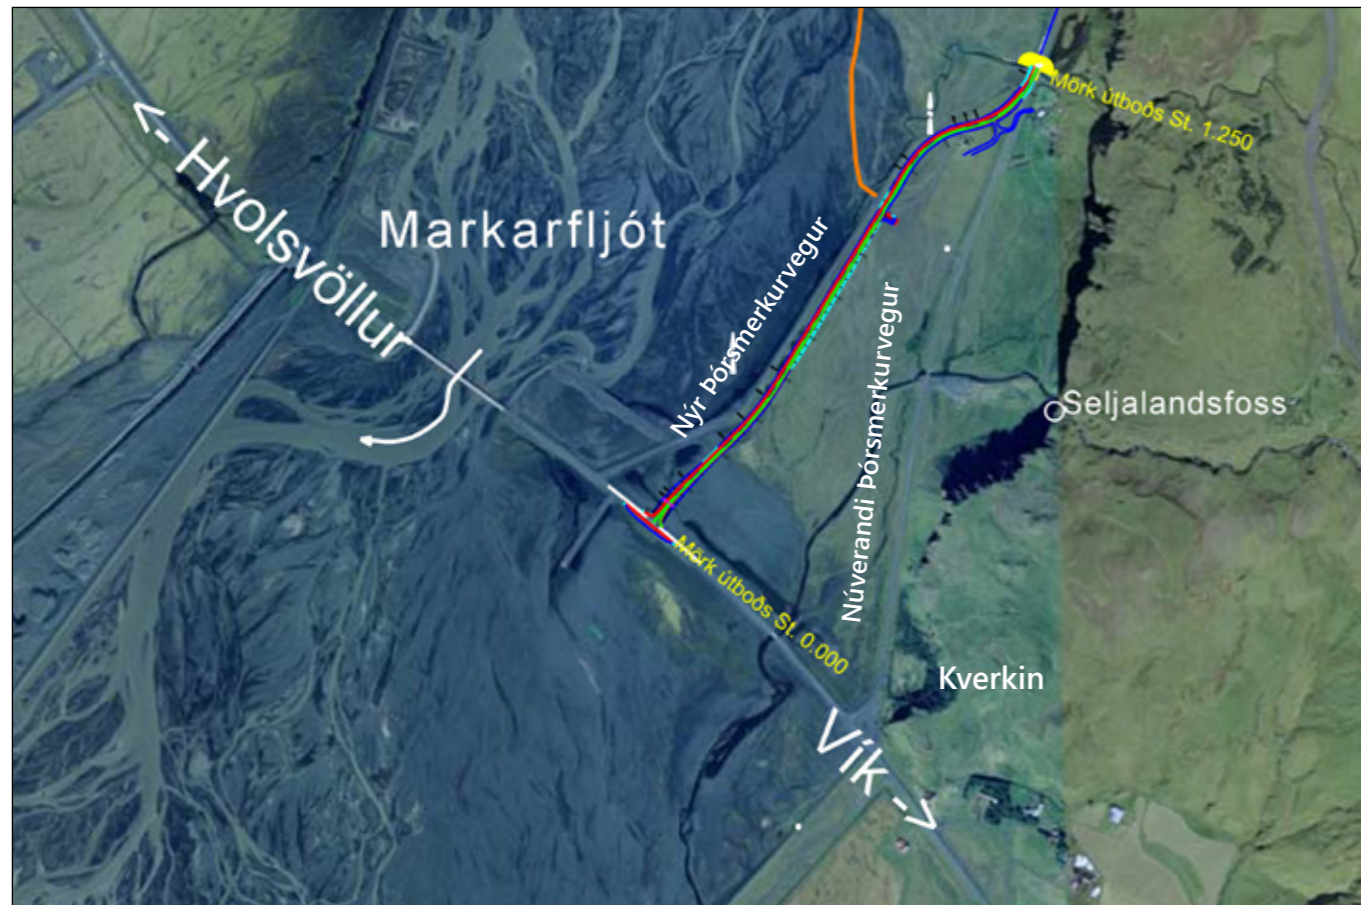 Mörk útboðs St. 1.250
<- Hvolsvöllur
Markarfljót
Nýr Þórsmerkurvegur
Núverandi Þórsmerkurvegur
Seljalandsfoss
Mörk útboðs St. 0.000
Kverkin
Vík ->